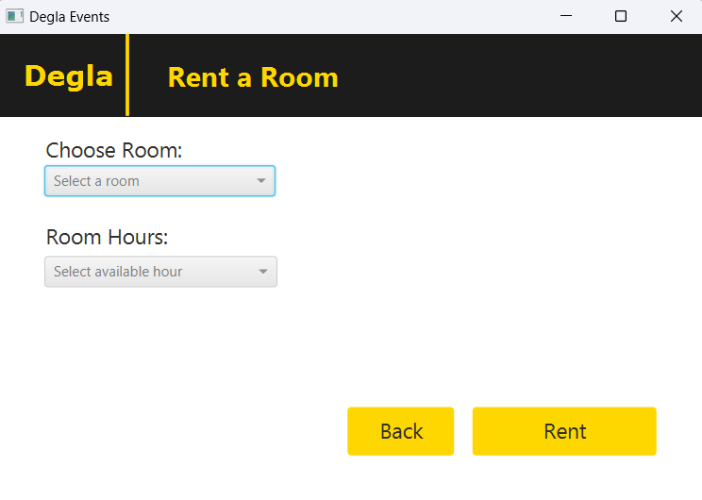 Degla Events
Degla
Rent a Room
Choose Room:
Select a room
Room Hours:
Select available hour
Back
Rent